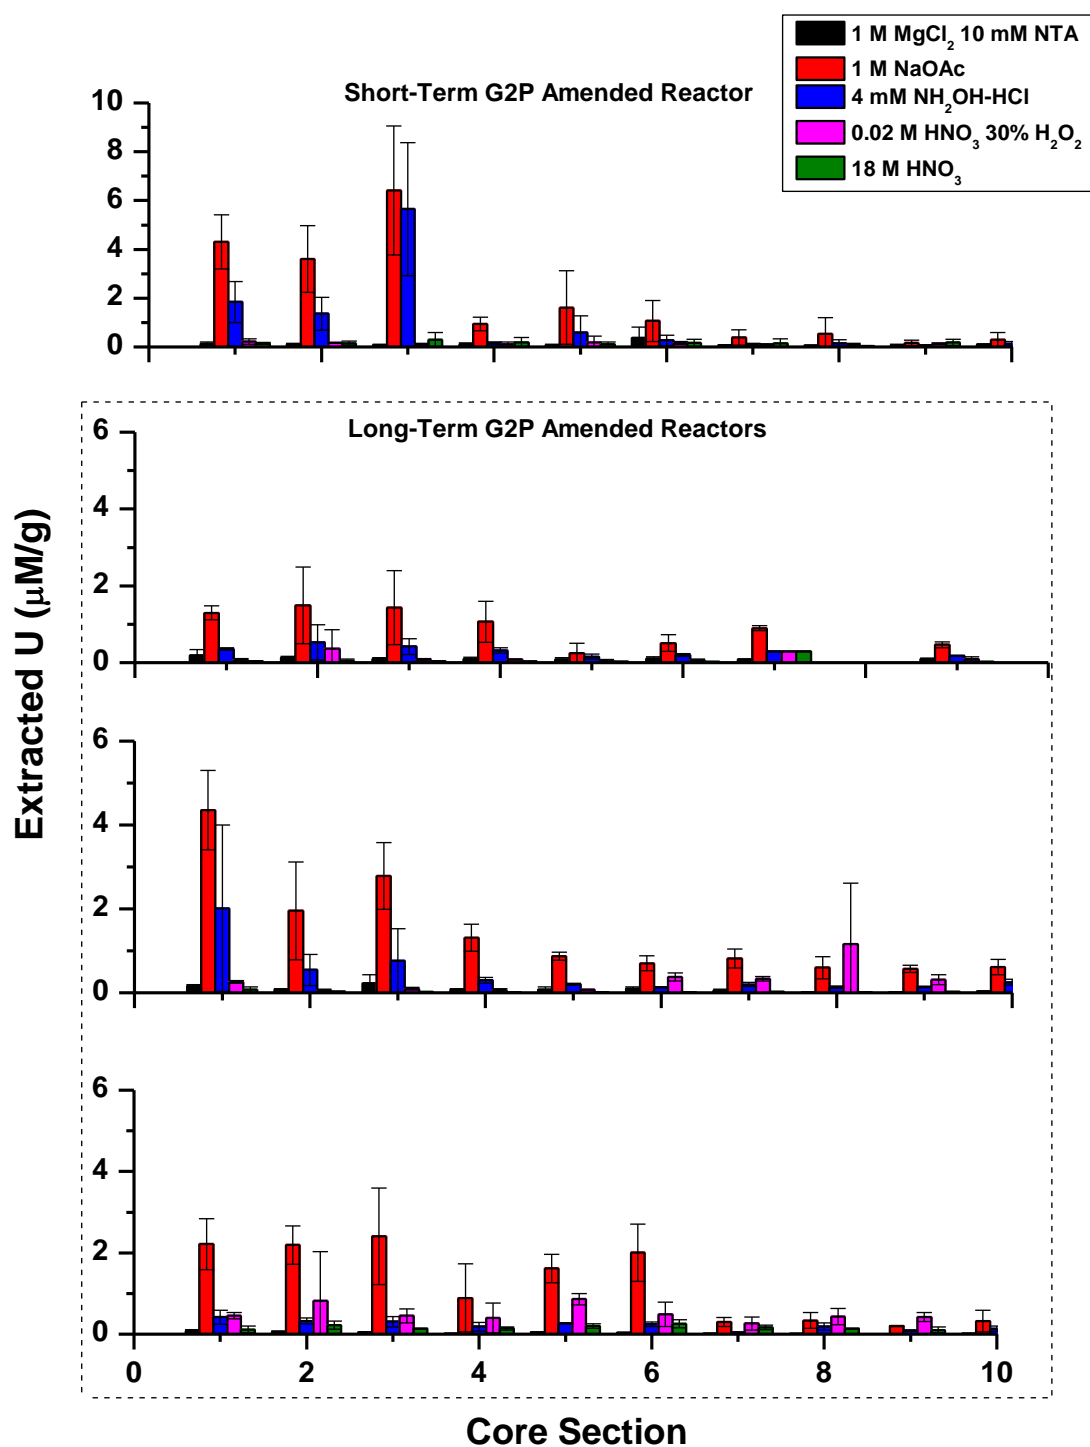 1 M MgCl₂ 10 mM NTA
1 M NaOAc
4 mM NH₂OH-HCl
0.02 M HNO₃ 30% H₂O₂
18 M HNO₃
Short-Term G2P Amended Reactor
10
8
6
4
2
0
Long-Term G2P Amended Reactors
6
4
2
0
6
4
2
0
6
4
2
0
0 2 4 6 8 10
Extracted U (μM/g)
Core Section